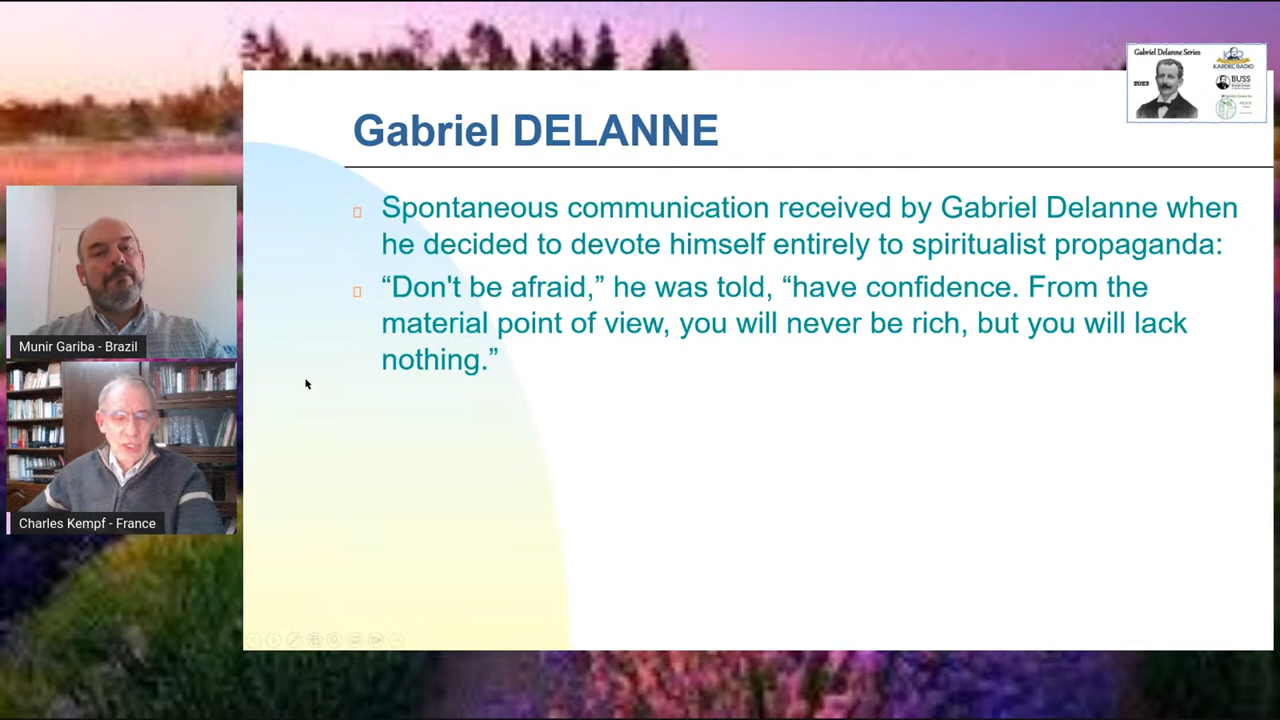 Gabriel Delanne Series
2023
KARDEC RADIO
BUSS
PEACE
Gabriel DELANNE
Spontaneous communication received by Gabriel Delanne when
he decided to devote himself entirely to spiritualist propaganda:
“Don't be afraid,” he was told, “have confidence. From the
material point of view, you will never be rich, but you will lack
nothing.”
Munir Gariba - Brazil
Charles Kempf - France